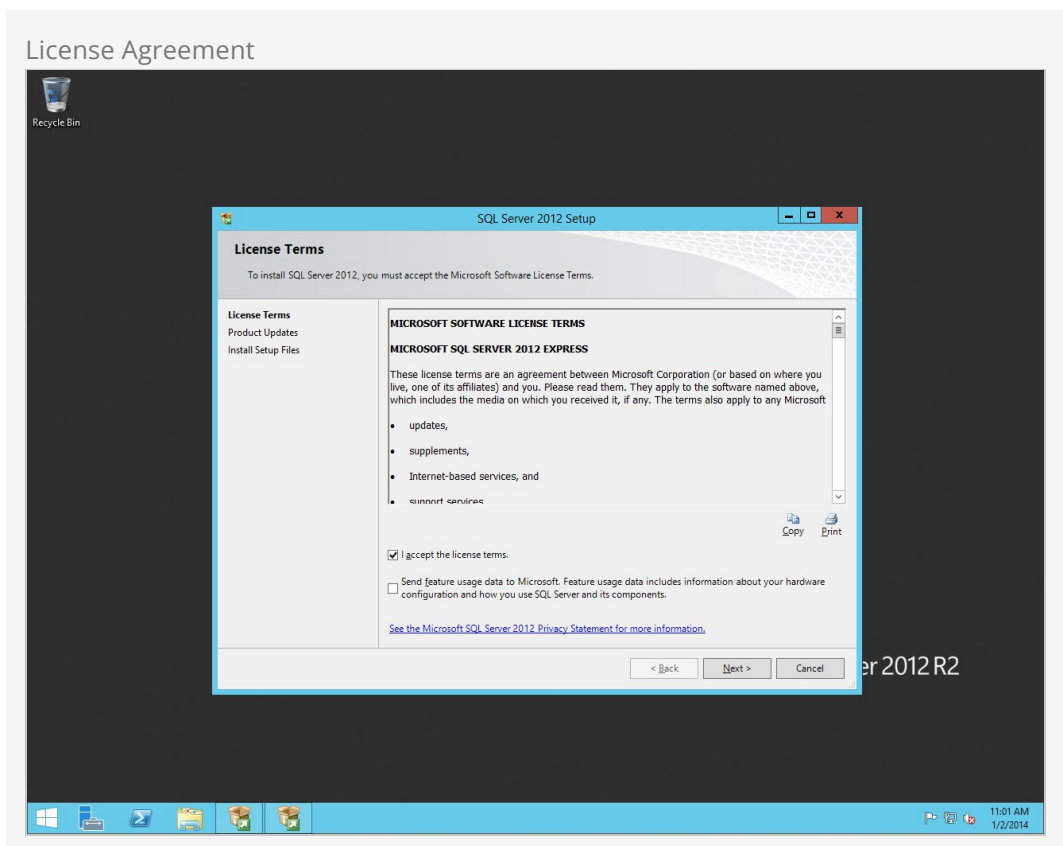 License Agreement
Recycle Bin
SQL Server 2012 Setup
License Terms
To install SQL Server 2012, you must accept the Microsoft Software License Terms.
License Terms
Product Updates
Install Setup Files
MICROSOFT SOFTWARE LICENSE TERMS
MICROSOFT SQL SERVER 2012 EXPRESS
These license terms are an agreement between Microsoft Corporation (or based on where you
live, one of its affiliates) and you. Please read them. They apply to the software named above,
which includes the media on which you received it, if any. The terms also apply to any Microsoft
• updates,
• supplements,
• Internet-based services, and
• support services
Copy Print
I accept the license terms.
Send feature usage data to Microsoft. Feature usage data includes information about your hardware
configuration and how you use SQL Server and its components.
See the Microsoft SQL Server 2012 Privacy Statement for more information.
< Back Next > Cancel
er 2012 R2
11:01 AM
1/2/2014